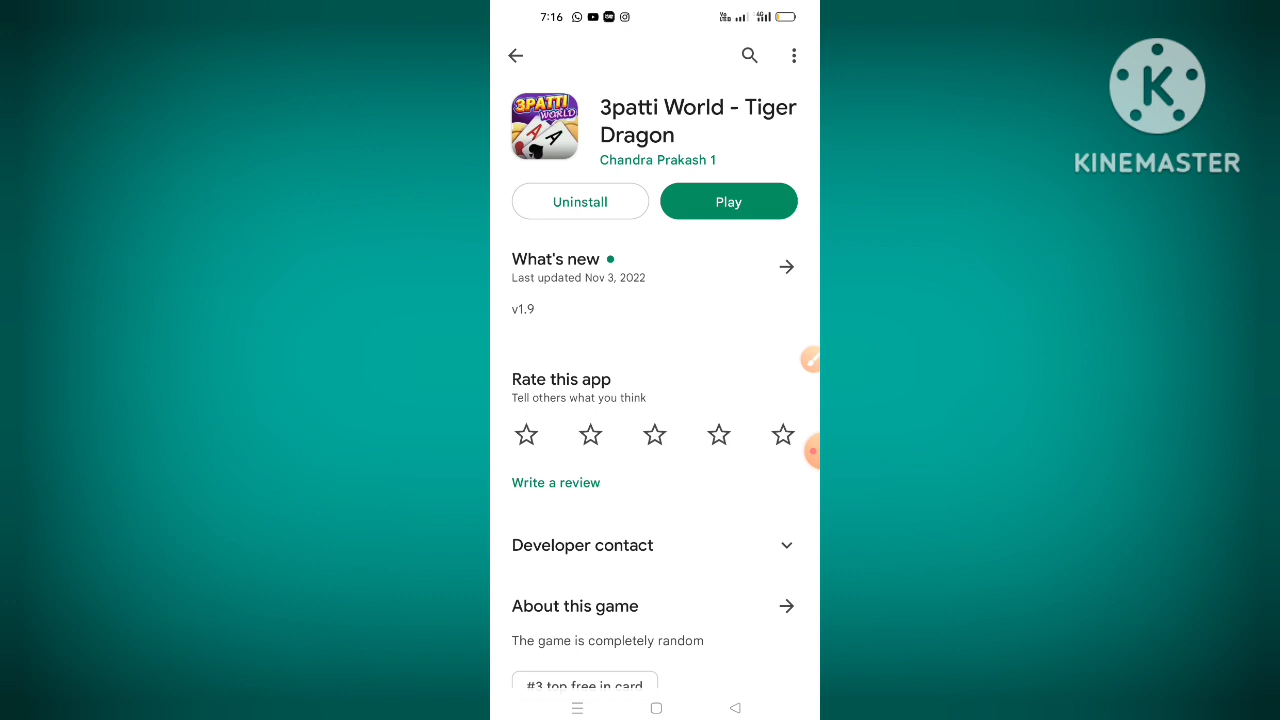 7:16
3PATTI
WORLD
3patti World - Tiger
Dragon
Chandra Prakash 1
Uninstall
Play
What's new
Last updated Nov 3, 2022
v1.9
Rate this app
Tell others what you think
Write a review
Developer contact
About this game
The game is completely random
#3 top free in card
K
KINEMASTER